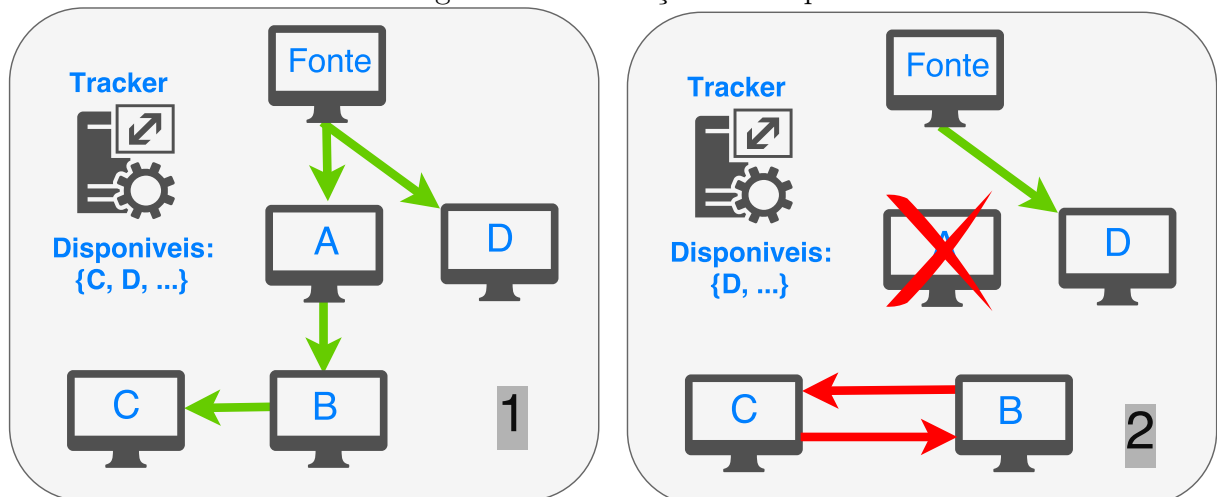 Fonte
Tracker
A
D
Disponiveis:
{C, D, ...}
C
B
1
Fonte
Tracker
D
Disponiveis:
{D, ...}
C
B
2